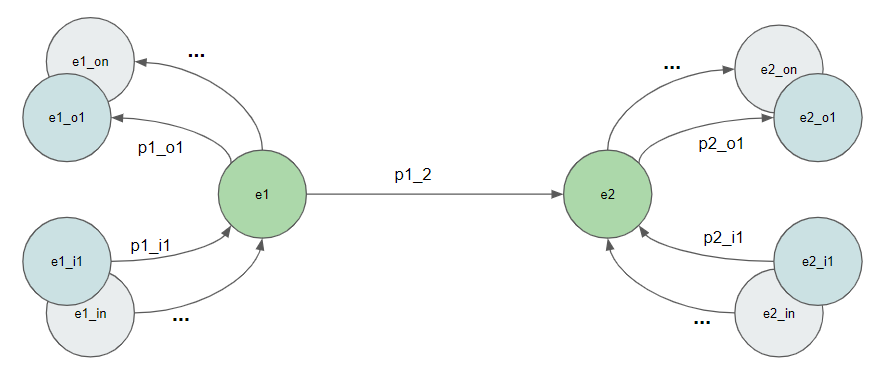 e1_on
...
e1_o1
p1_o1
e1
p1_i1
e1_i1
e1_in
...
p1_2
...
e2_on
e2_o1
p2_o1
e2
p2_i1
e2_i1
e2_in
...